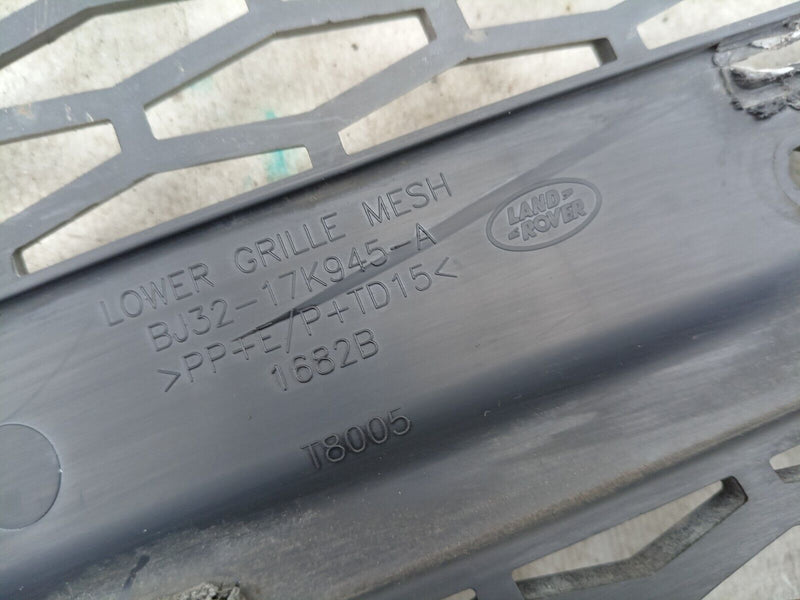 LOWER GRILLE MESH
BJ32-17K945-A
>PP+E/P+TD15<
1682B
T8005
LAND
ROVER